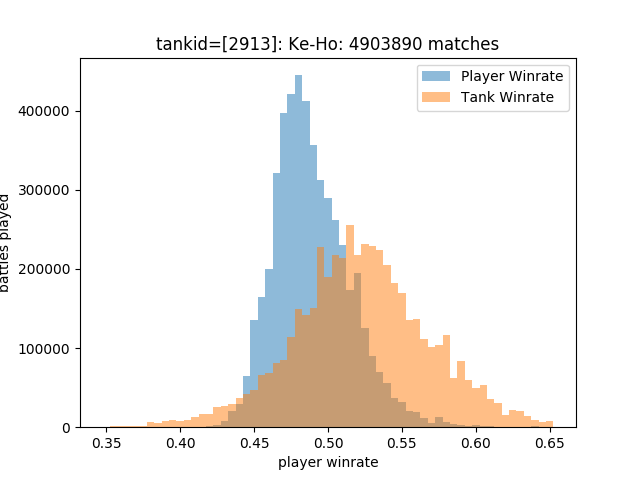 tankid=[2913]: Ke-Ho: 4903890 matches
Player Winrate
Tank Winrate
battles played
400000
300000
200000
100000
0
0.35 0.40 0.45 0.50 0.55 0.60 0.65
player winrate